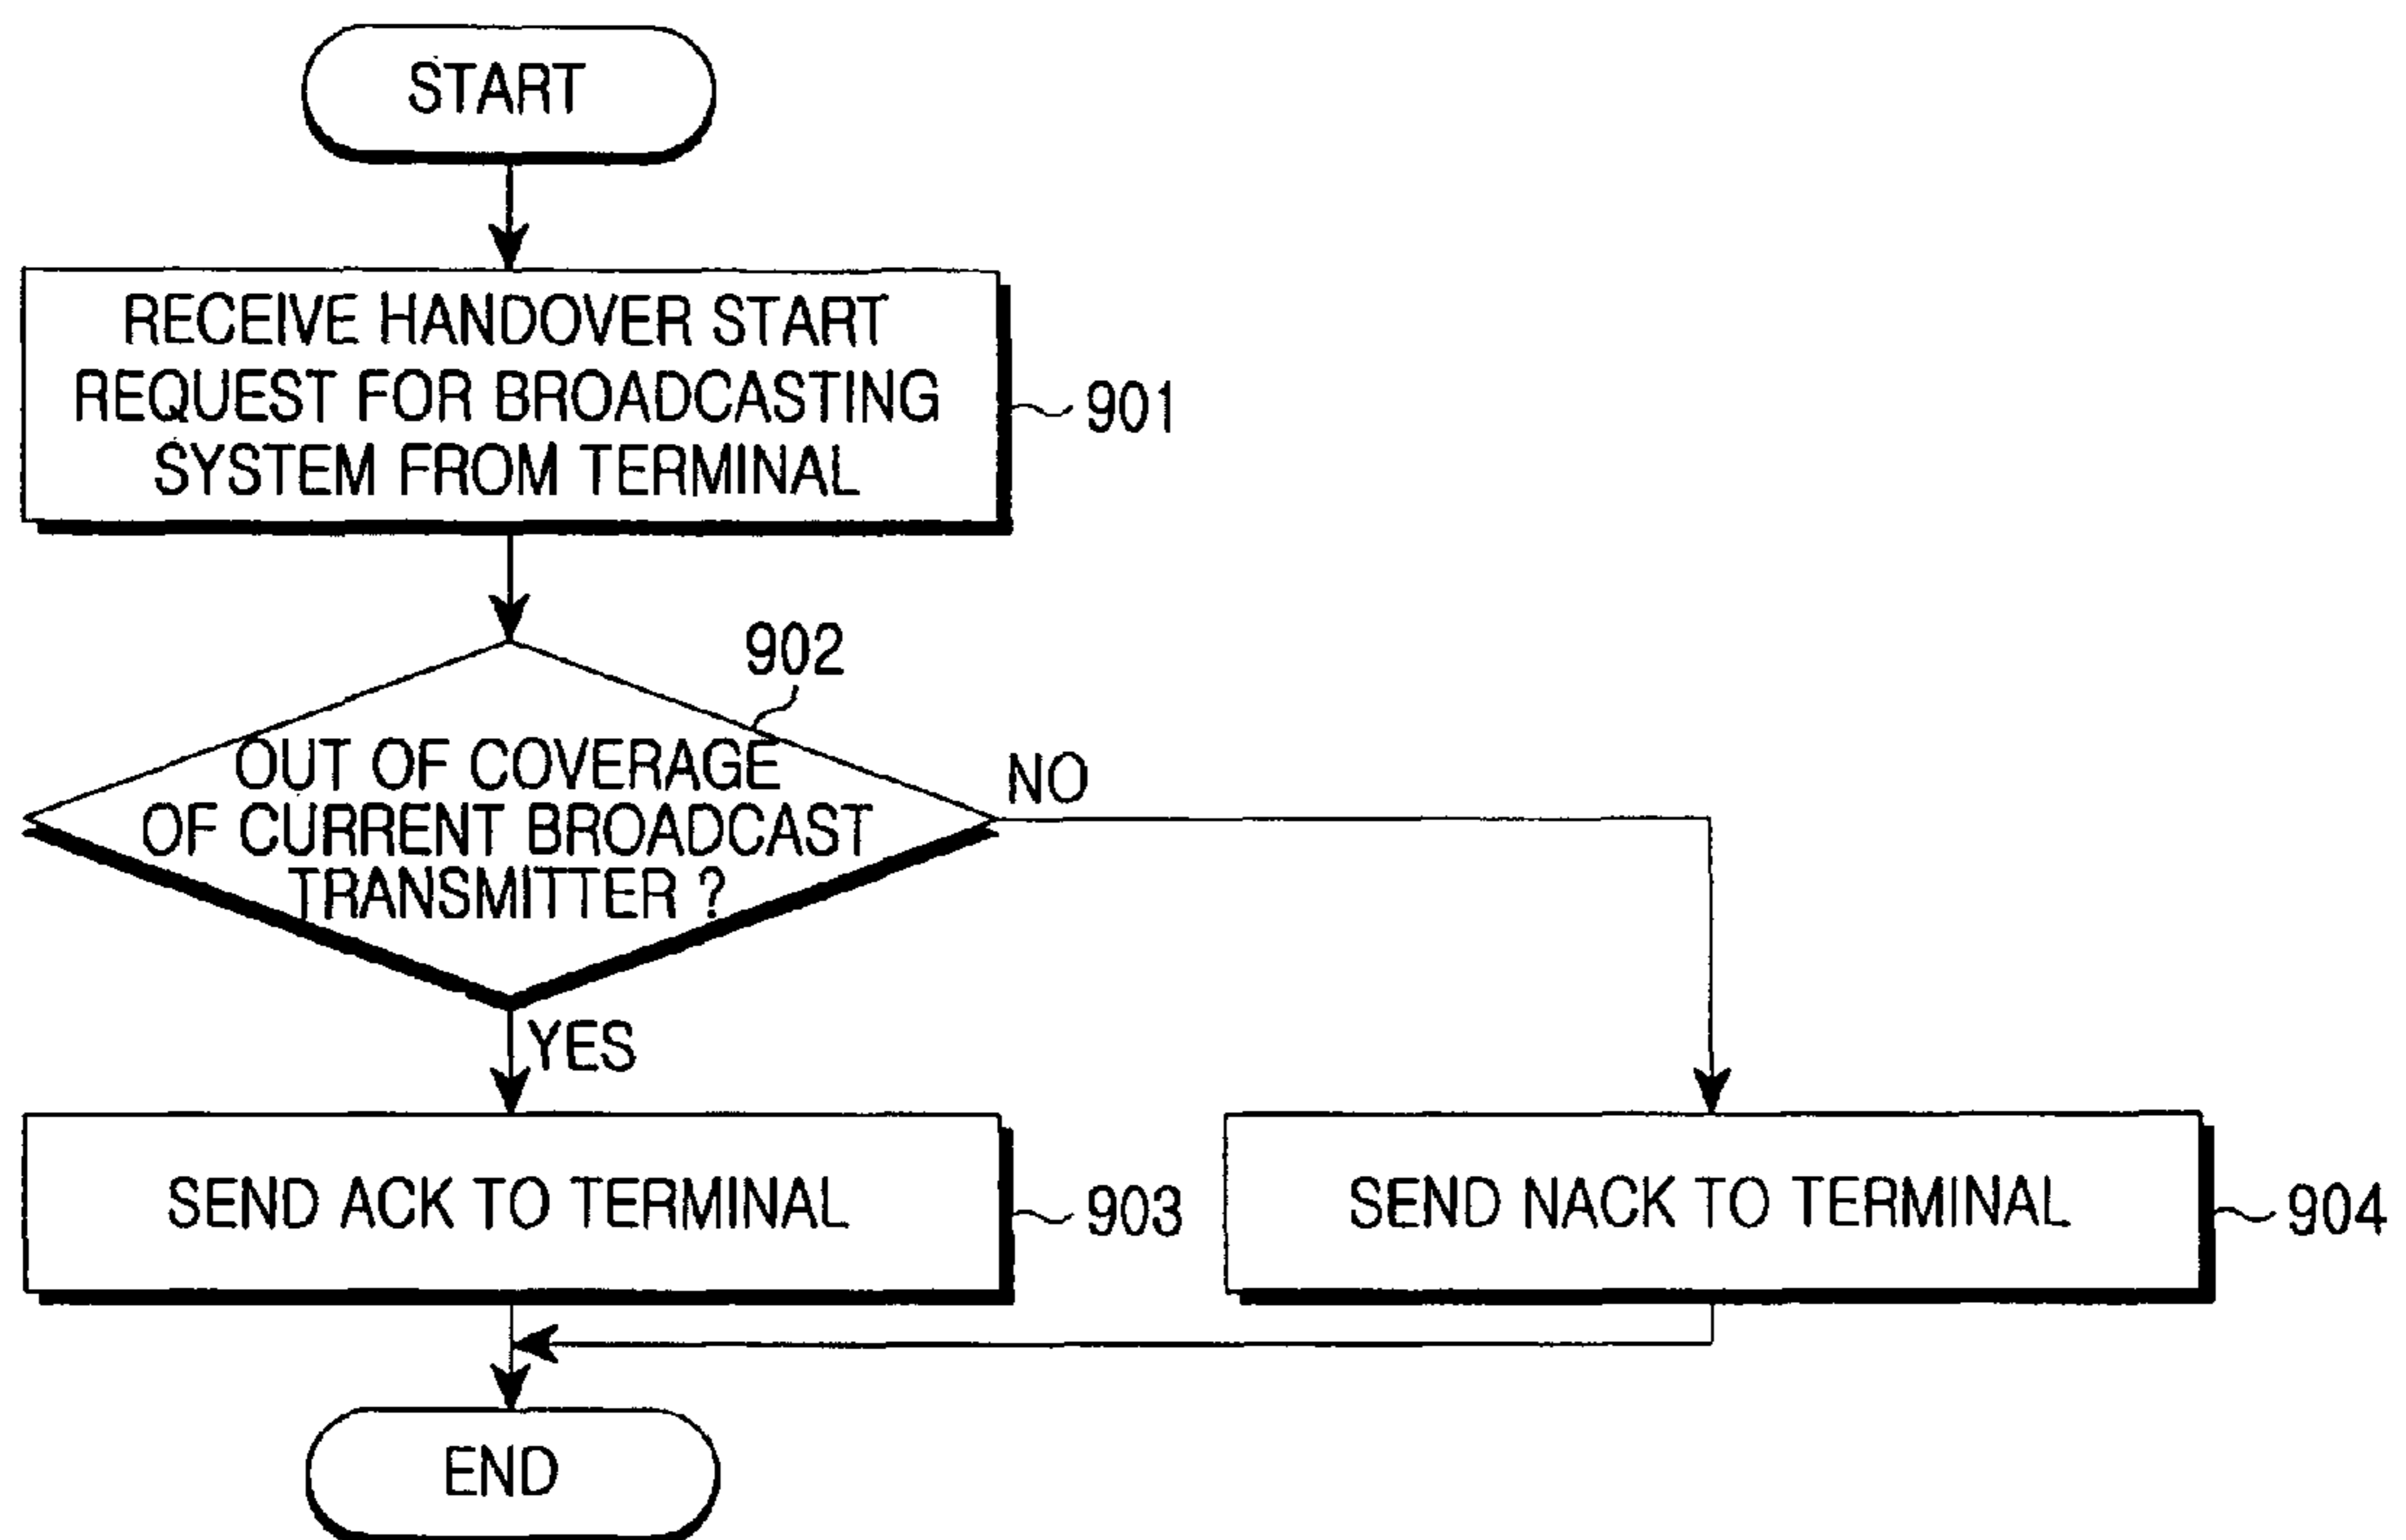 START
RECEIVE HANDOVER START
REQUEST FOR BROADCASTING
SYSTEM FROM TERMINAL
901
902
OUT OF COVERAGE
OF CURRENT BROADCAST
TRANSMITTER ?
NO
YES
SEND ACK TO TERMINAL
903
SEND NACK TO TERMINAL
904
END